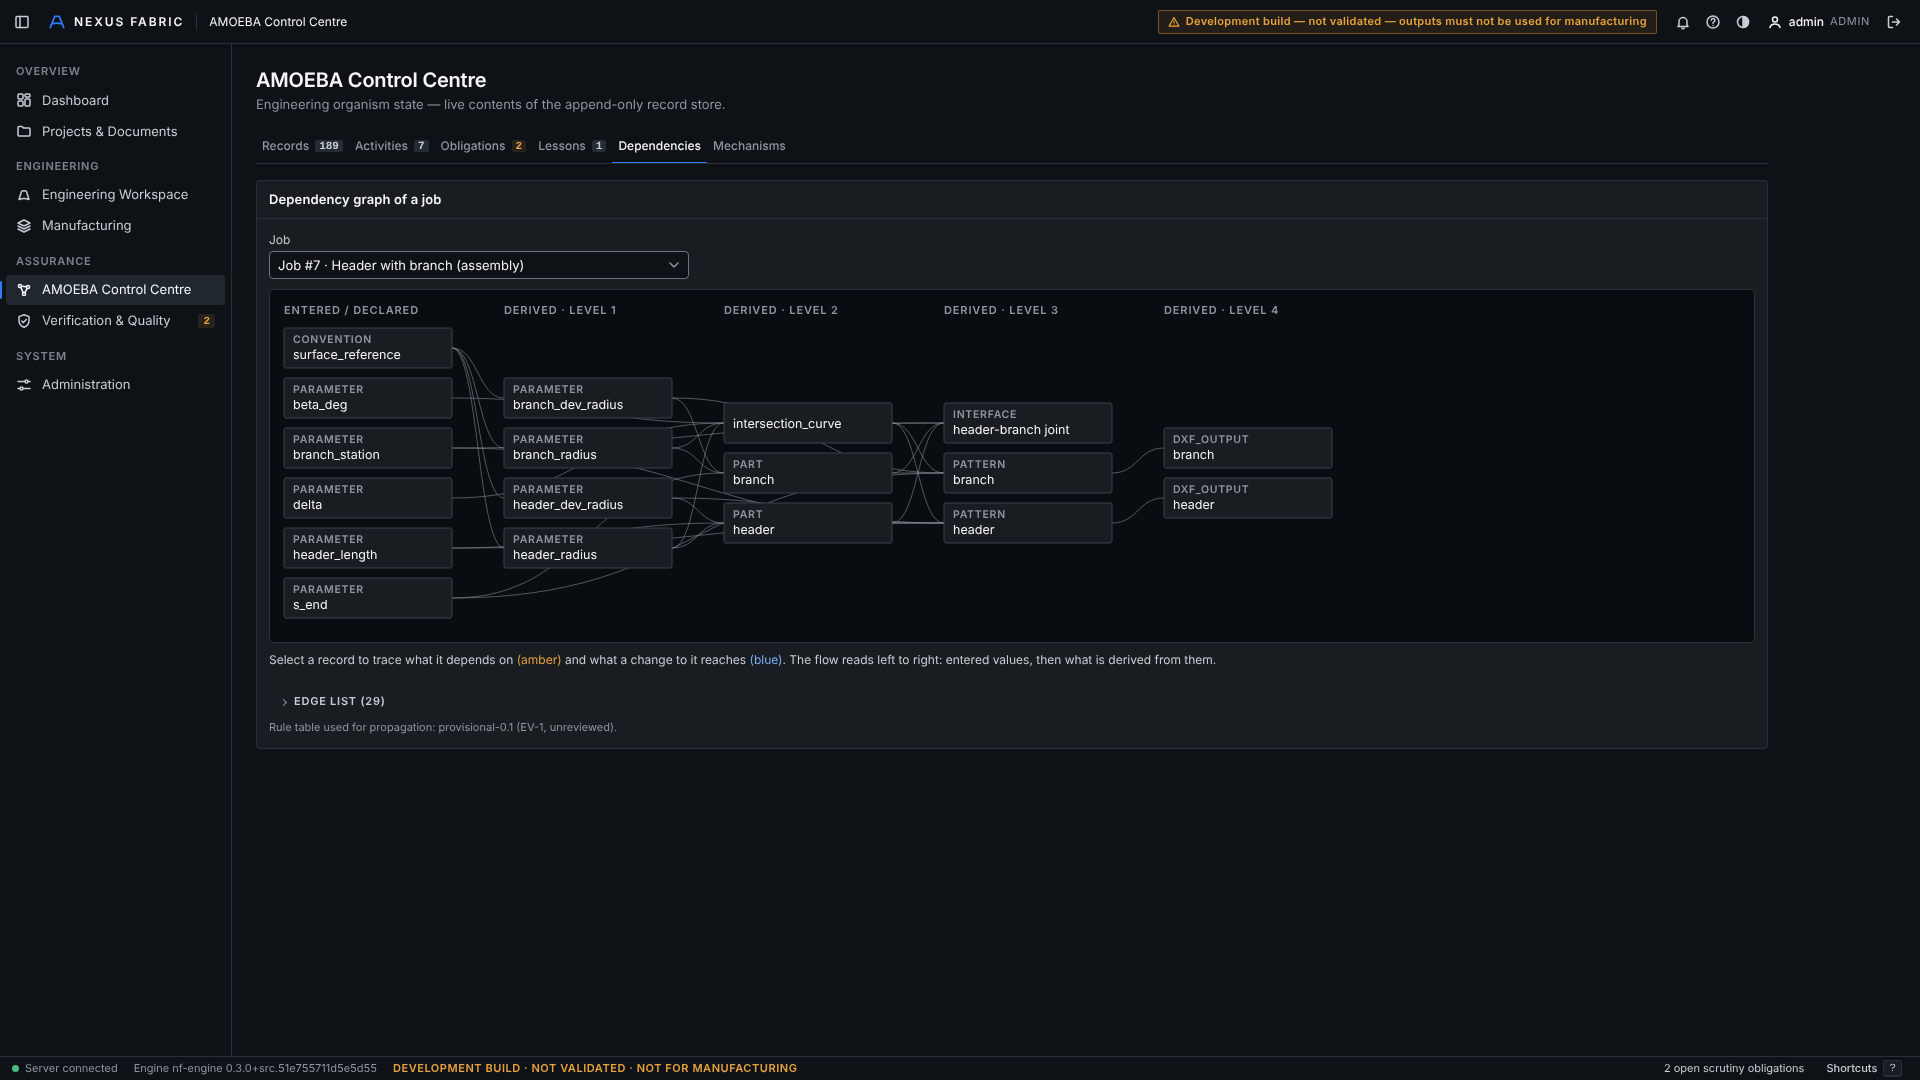 NEXUS FABRIC
AMOEBA Control Centre
Development build — not validated — outputs must not be used for manufacturing
admin ADMIN
OVERVIEW
Dashboard
Projects & Documents
ENGINEERING
Engineering Workspace
Manufacturing
ASSURANCE
AMOEBA Control Centre
Verification & Quality 2
SYSTEM
Administration
AMOEBA Control Centre
Engineering organism state — live contents of the append-only record store.
Records 189 Activities 7 Obligations 2 Lessons 1 Dependencies Mechanisms
Dependency graph of a job
Job
Job #7 · Header with branch (assembly)
ENTERED / DECLARED
CONVENTION
surface_reference
PARAMETER
beta_deg
PARAMETER
branch_station
PARAMETER
delta
PARAMETER
header_length
PARAMETER
s_end
DERIVED · LEVEL 1
PARAMETER
branch_dev_radius
PARAMETER
branch_radius
PARAMETER
header_dev_radius
PARAMETER
header_radius
DERIVED · LEVEL 2
intersection_curve
PART
branch
PART
header
DERIVED · LEVEL 3
INTERFACE
header-branch joint
PATTERN
branch
PATTERN
header
DERIVED · LEVEL 4
DXF_OUTPUT
branch
DXF_OUTPUT
header
Select a record to trace what it depends on (amber) and what a change to it reaches (blue). The flow reads left to right: entered values, then what is derived from them.
EDGE LIST (29)
Rule table used for propagation: provisional-0.1 (EV-1, unreviewed).
Server connected
Engine nf-engine 0.3.0+src.51e755711d5e5d55
DEVELOPMENT BUILD · NOT VALIDATED · NOT FOR MANUFACTURING
2 open scrutiny obligations
Shortcuts ?